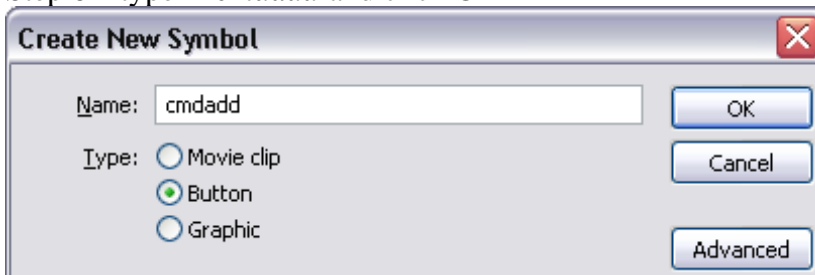 Create New Symbol
Name: cmdadd
OK
Type: Movie clip
Cancel
Button
Graphic
Advanced